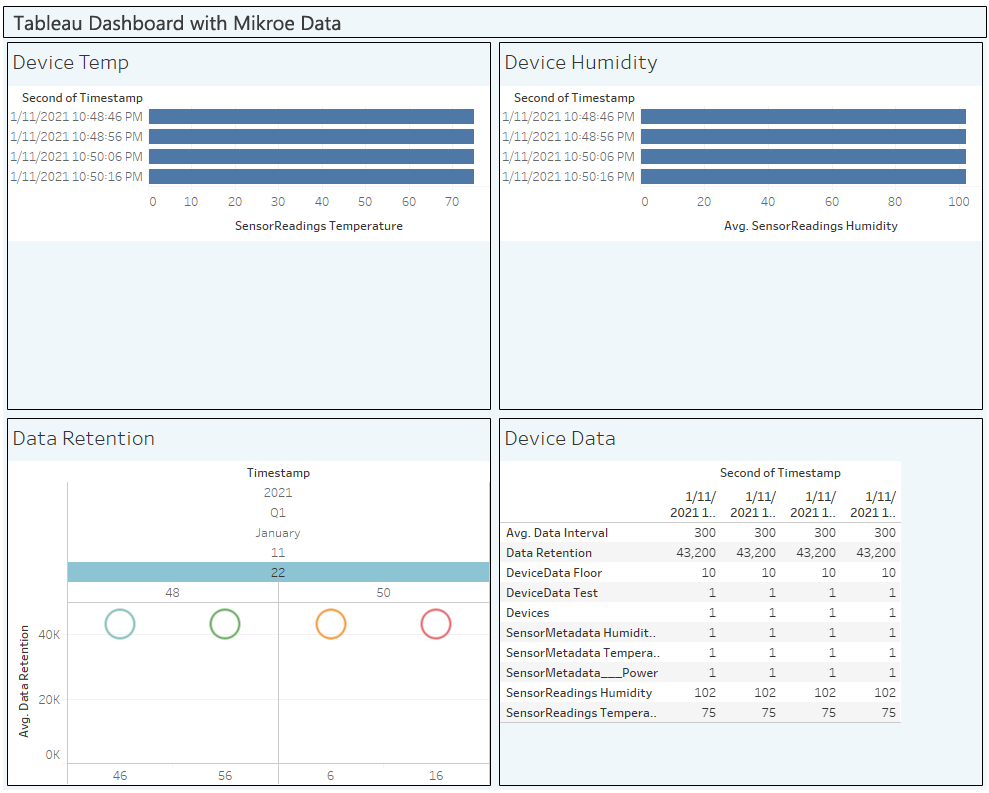 Tableau Dashboard with Mikroe Data
Device Temp
Second of Timestamp
1/11/2021 10:48:46 PM
1/11/2021 10:48:56 PM
1/11/2021 10:50:06 PM
1/11/2021 10:50:16 PM
0 10 20 30 40 50 60 70
SensorReadings Temperature
Device Humidity
Second of Timestamp
1/11/2021 10:48:46 PM
1/11/2021 10:48:56 PM
1/11/2021 10:50:06 PM
1/11/2021 10:50:16 PM
0 20 40 60 80 100
Avg. SensorReadings Humidity
Data Retention
Timestamp
2021
Q1
January
11
22
48 50
Avg. Data Retention
40K
20K
0K
46 56 6 16
Device Data
Second of Timestamp
1/11/ 1/11/ 1/11/ 1/11/
2021 1.. 2021 1.. 2021 1.. 2021 1..
Avg. Data Interval 300 300 300 300
Data Retention 43,200 43,200 43,200 43,200
DeviceData Floor 10 10 10 10
DeviceData Test 1 1 1 1
Devices 1 1 1 1
SensorMetadata Humidit.. 1 1 1 1
SensorMetadata Tempera.. 1 1 1 1
SensorMetadata___Power 1 1 1 1
SensorReadings Humidity 102 102 102 102
SensorReadings Tempera.. 75 75 75 75